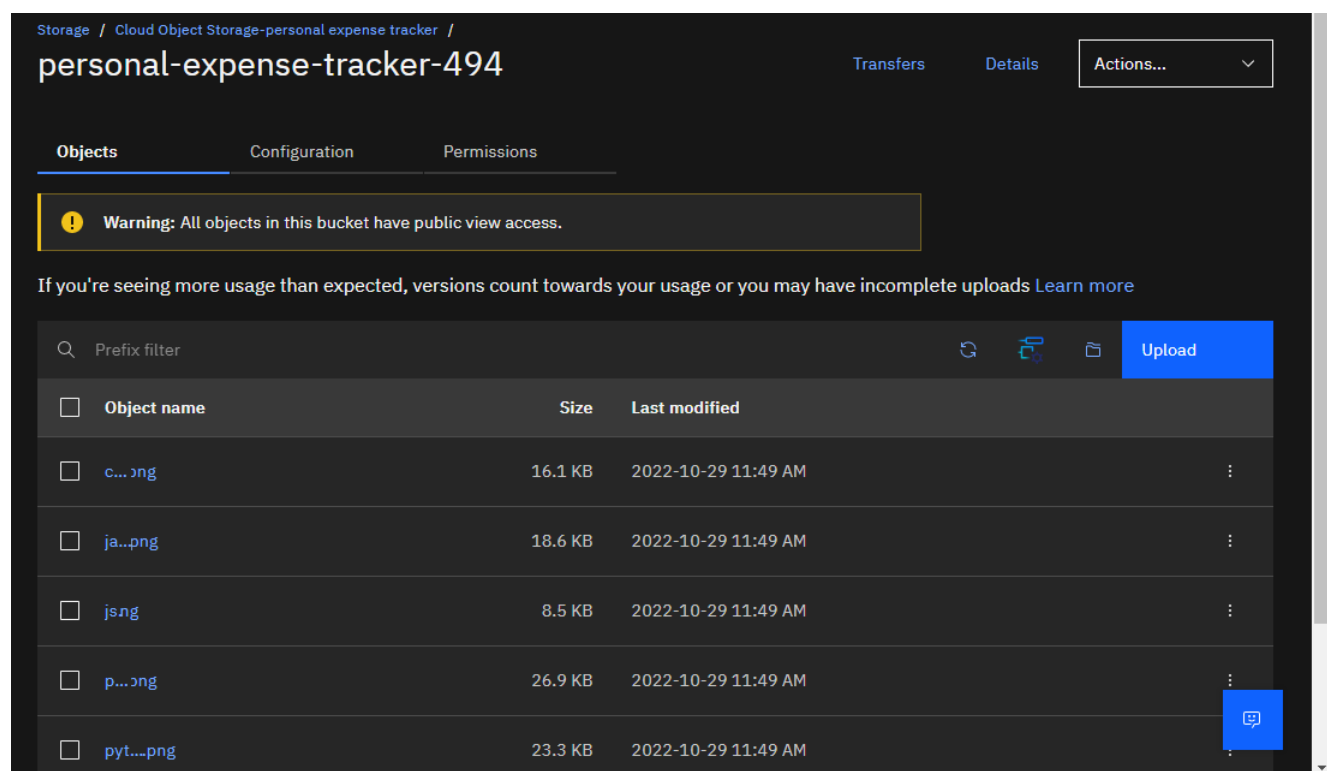 Storage / Cloud Object Storage-personal expense tracker /
personal-expense-tracker-494
Transfers Details Actions...
Objects Configuration Permissions
Warning: All objects in this bucket have public view access.
If you're seeing more usage than expected, versions count towards your usage or you may have incomplete uploads Learn more
Prefix filter Upload
Object name Size Last modified
16.1 KB 2022-10-29 11:49 AM
ja...png 18.6 KB 2022-10-29 11:49 AM
8.5 KB 2022-10-29 11:49 AM
26.9 KB 2022-10-29 11:49 AM
pyt....png 23.3 KB 2022-10-29 11:49 AM